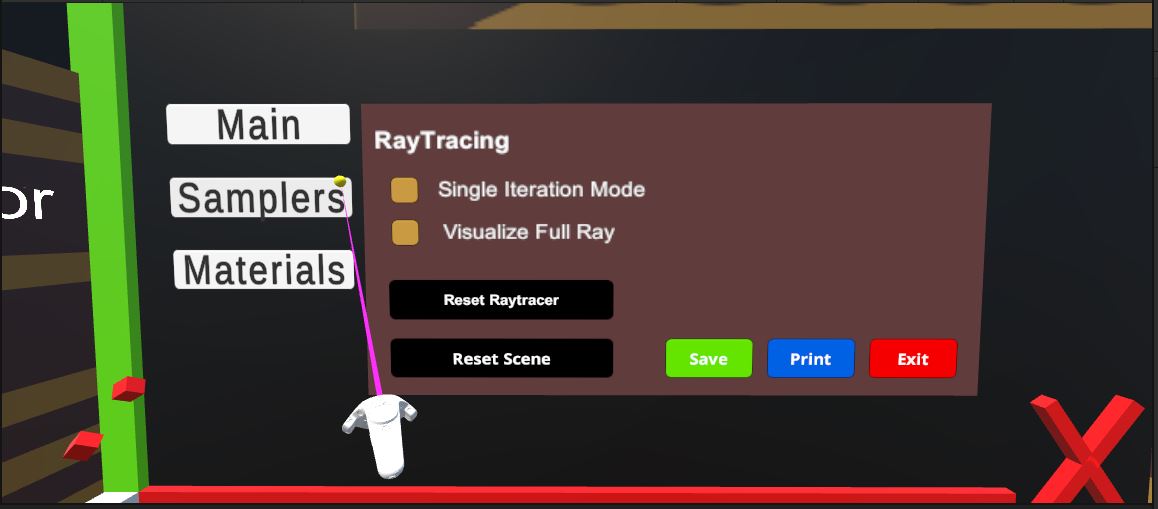 or
Main
Samplers
Materials
RayTracing
Single Iteration Mode
Visualize Full Ray
Reset Raytracer
Reset Scene
Save
Print
Exit
X